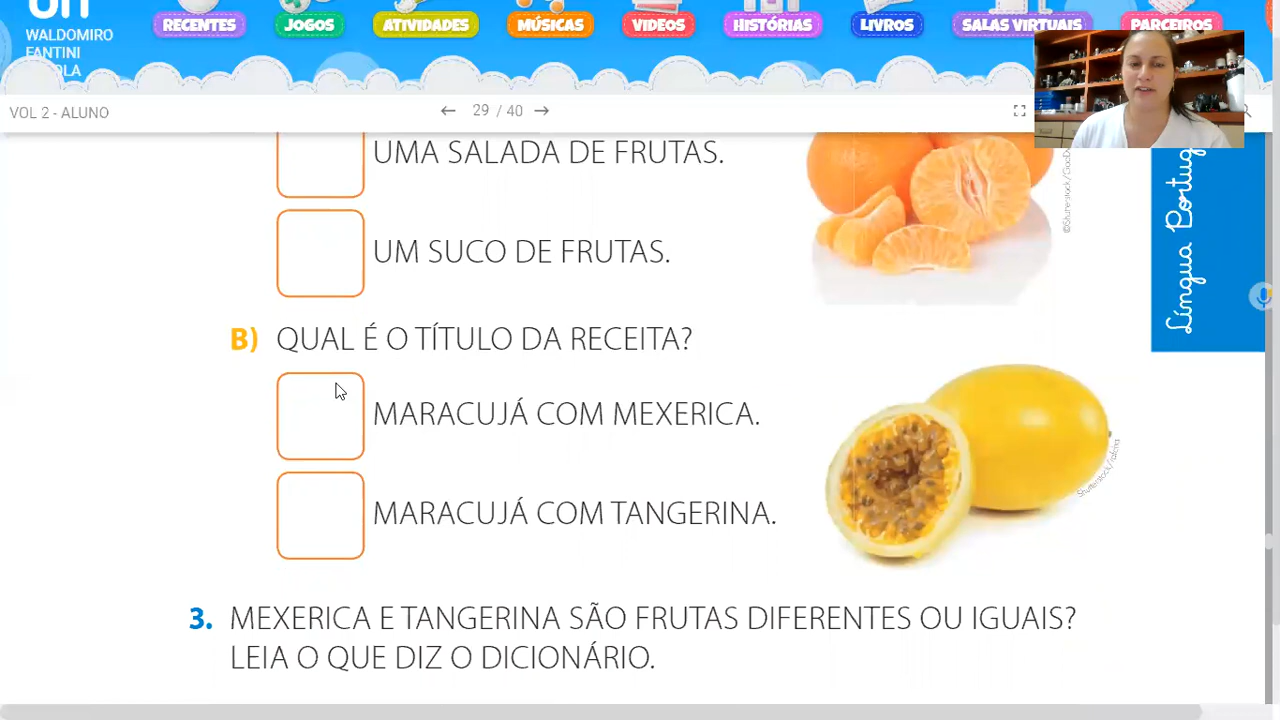 WALDOMIRO
FANTINI
RECENTES
JOGOS
ATIVIDADES
MÚSICAS
VIDEOS
HISTÓRIAS
LIVROS
SALAS VIRTUAIS
PARCEIROS
VOL 2 - ALUNO
29 / 40
UMA SALADA DE FRUTAS.
UM SUCO DE FRUTAS.
B) QUAL É O TÍTULO DA RECEITA?
MARACUJÁ COM MEXERICA.
MARACUJÁ COM TANGERINA.
3. MEXERICA E TANGERINA SÃO FRUTAS DIFERENTES OU IGUAIS?
LEIA O QUE DIZ O DICIONÁRIO.
Língua